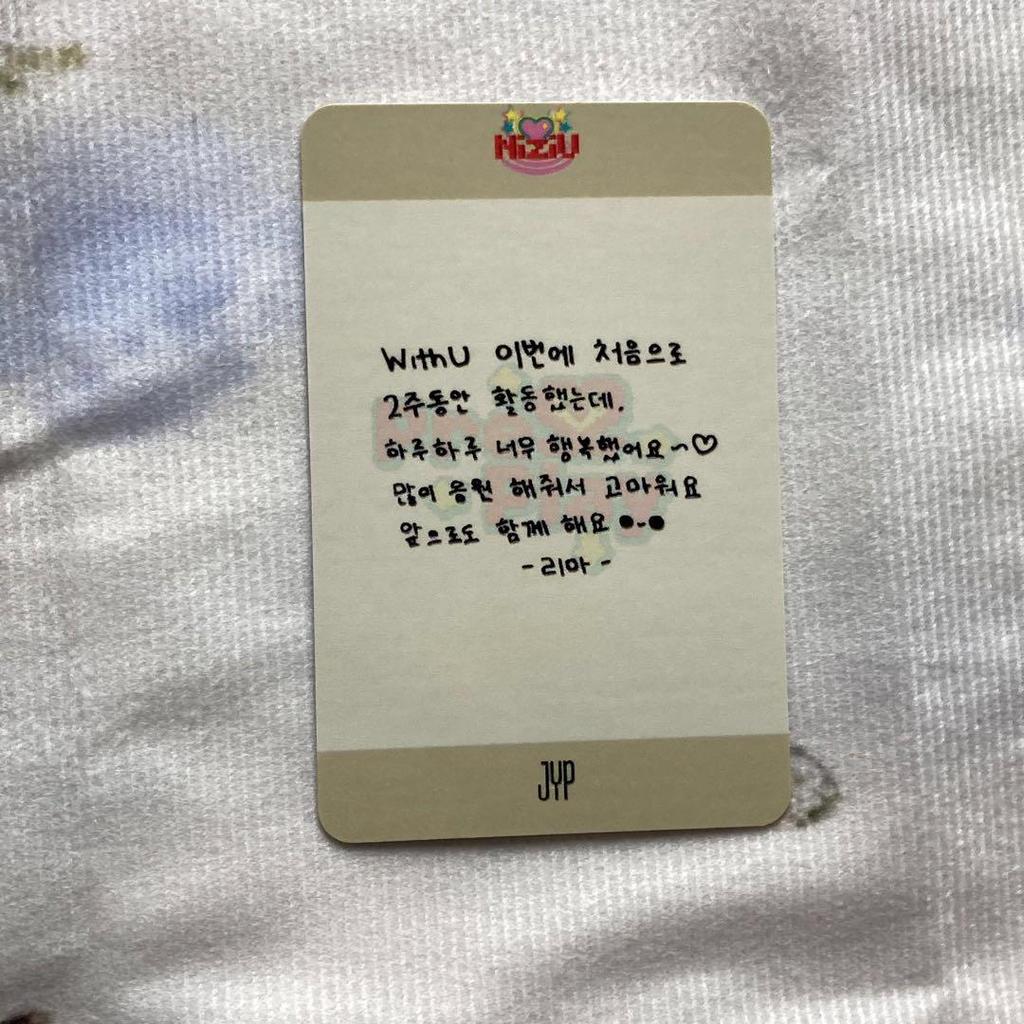 NiziU
WithU 이번에 처음으로
2주동안 활동했는데,
하루하루 너무 행복했어요~♡
많이 응원 해줘서 고마워요
앞으로도 함께 해요 ●~●
- 리마 -
JYP